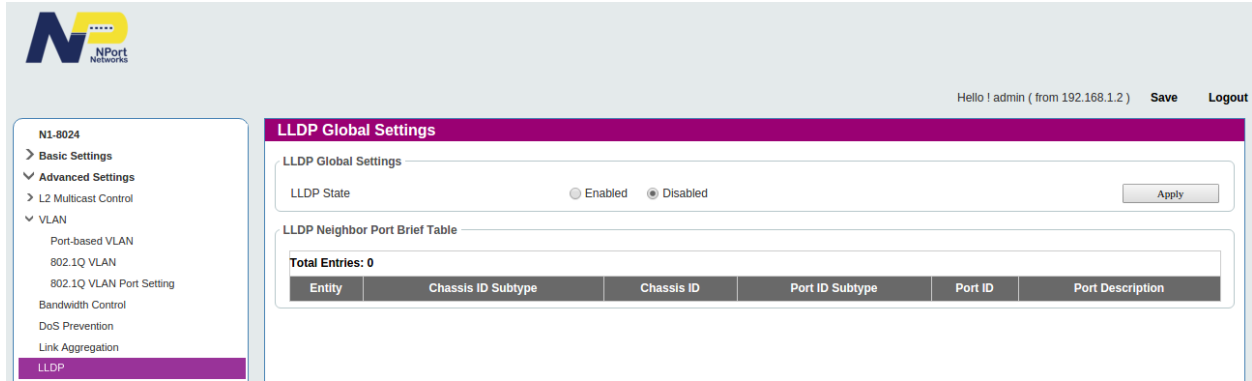 NP
NPort
Networks
Hello ! admin ( from 192.168.1.2 ) Save Logout
N1-8024
Basic Settings
Advanced Settings
L2 Multicast Control
VLAN
Port-based VLAN
802.1Q VLAN
802.1Q VLAN Port Setting
Bandwidth Control
DoS Prevention
Link Aggregation
LLDP
LLDP Global Settings
LLDP Global Settings
LLDP State Enabled Disabled Apply
LLDP Neighbor Port Brief Table
Total Entries: 0
Entity Chassis ID Subtype Chassis ID Port ID Subtype Port ID Port Description